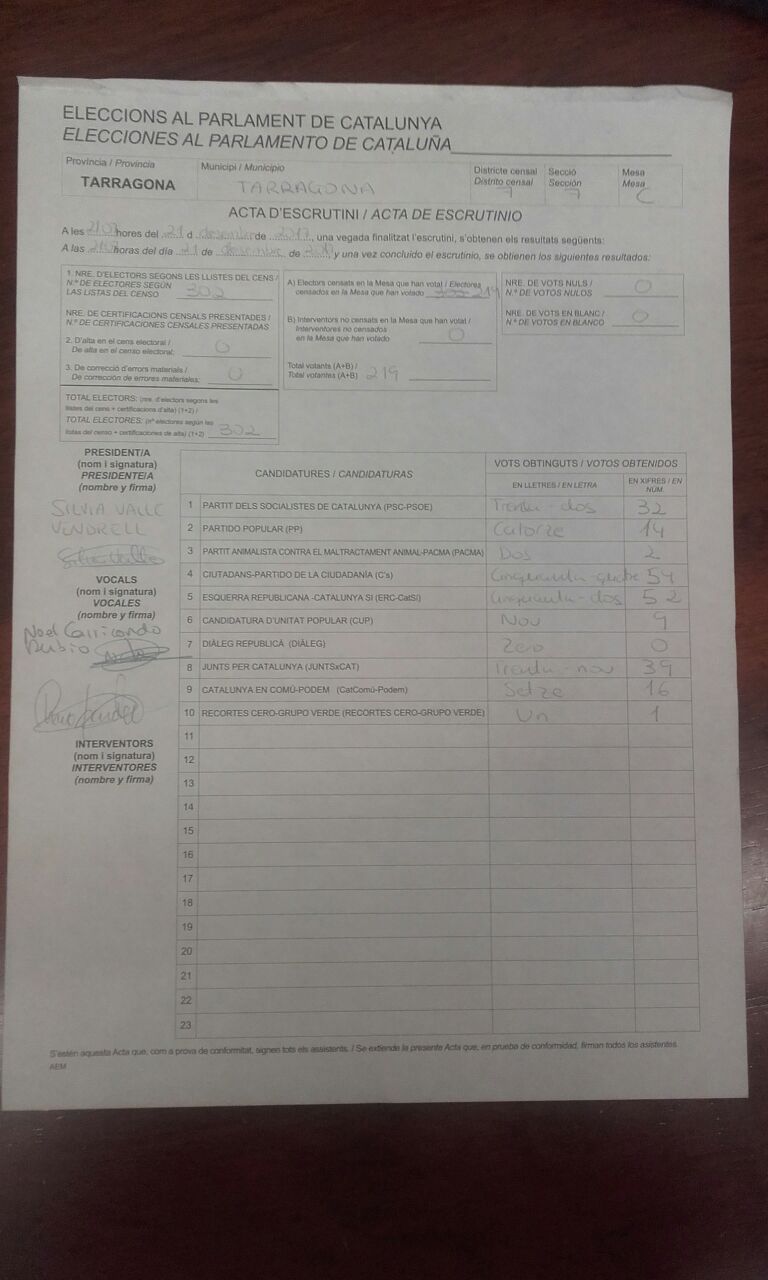 ELECCIONS AL PARLAMENT DE CATALUNYA
ELECCIONES AL PARLAMENTO DE CATALUÑA
Província / Provincia
TARRAGONA
Municipi / Municipio
TARRAGONA
Districte censal
Distrito censal
7
Secció
Sección
7
Mesa
Mesa
C
ACTA D'ESCRUTINI / ACTA DE ESCRUTINIO
A les 21:07 hores del 21 d desembre de 2017, una vegada finalitzat l'escrutini, s'obtenen els resultats següents:
A las horas del día 21 de de y una vez concluido el escrutinio, se obtienen los siguientes resultados:
1. NRE. D'ELECTORS SEGONS LES LLISTES DEL CENS /
N.º DE ELECTORES SEGÚN
LAS LISTAS DEL CENSO 302
NRE. DE CERTIFICACIONS CENSALS PRESENTADES /
N.º DE CERTIFICACIONES CENSALES PRESENTADAS
2. D'alta en el cens electoral /
De alta en el censo electoral: 0
3. De correcció d'errors materials /
De corrección de errores materiales: 0
TOTAL ELECTORS: (nre. d'electors segons les
llistes del cens + certificacions d'alta) (1+2) /
TOTAL ELECTORES: (nº electores según las
listas del censo + certificaciones de alta) (1+2) 302
A) Electors censats en la Mesa que han votat / Electores
censados en la Mesa que han votado 219
B) Interventors no censats en la Mesa que han votat /
Interventores no censados
en la Mesa que han votado 0
Total votants (A+B) /
Total votantes (A+B) 219
NRE. DE VOTS NULS /
N.º DE VOTOS NULOS 0
NRE. DE VOTS EN BLANC /
N.º DE VOTOS EN BLANCO 0
PRESIDENT/A
(nom i signatura)
PRESIDENTE/A
(nombre y firma)
SILVIA VALLE
VENDRELL
VOCALS
(nom i signatura)
VOCALES
(nombre y firma)
Noel Carricondo
Rubio
INTERVENTORS
(nom i signatura)
INTERVENTORES
(nombre y firma)
CANDIDATURES / CANDIDATURAS
VOTS OBTINGUTS / VOTOS OBTENIDOS
EN LLETRES / EN LETRA
EN XIFRES / EN NÚM.
1 PARTIT DELS SOCIALISTES DE CATALUNYA (PSC-PSOE) Trenta-dos 32
2 PARTIDO POPULAR (PP) Catorze 14
3 PARTIT ANIMALISTA CONTRA EL MALTRACTAMENT ANIMAL-PACMA (PACMA) Dos 2
4 CIUTADANS-PARTIDO DE LA CIUDADANÍA (C's) Cinquanta-quatre 54
5 ESQUERRA REPUBLICANA -CATALUNYA SI (ERC-CatSí) Cinquanta-dos 52
6 CANDIDATURA D'UNITAT POPULAR (CUP) Nou 9
7 DIÀLEG REPUBLICÀ (DIÀLEG) Zero 0
8 JUNTS PER CATALUNYA (JUNTSxCAT) Trenta-nou 39
9 CATALUNYA EN COMÚ-PODEM (CatComú-Podem) Setze 16
10 RECORTES CERO-GRUPO VERDE (RECORTES CERO-GRUPO VERDE) Un 1
11
12
13
14
15
16
17
18
19
20
21
22
23
S'estén aquesta Acta que, com a prova de conformitat, signen tots els assistents. / Se extiende la presente Acta que, en prueba de conformidad, firman todos los asistentes.
AEM